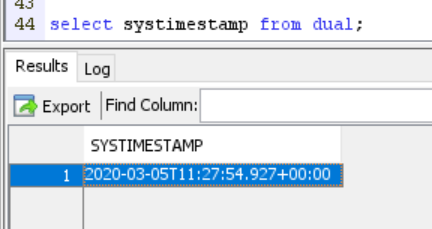 43
44 select systimestamp from dual;
Results Log
Export Find Column:
SYSTIMESTAMP
1 2020-03-05T11:27:54.927+00:00